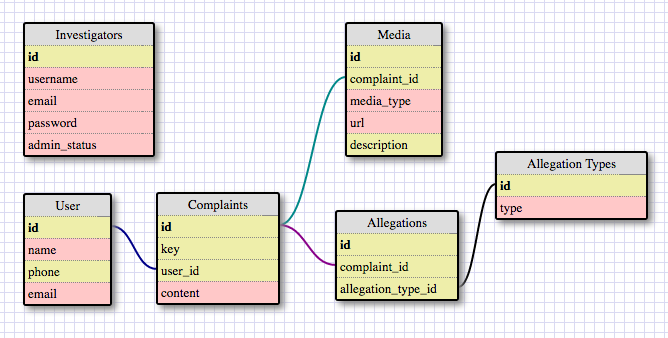 Investigators
id
username
email
password
admin_status
Media
id
complaint_id
media_type
url
description
Allegation Types
id
type
User
id
name
phone
email
Complaints
id
key
user_id
content
Allegations
id
complaint_id
allegation_type_id